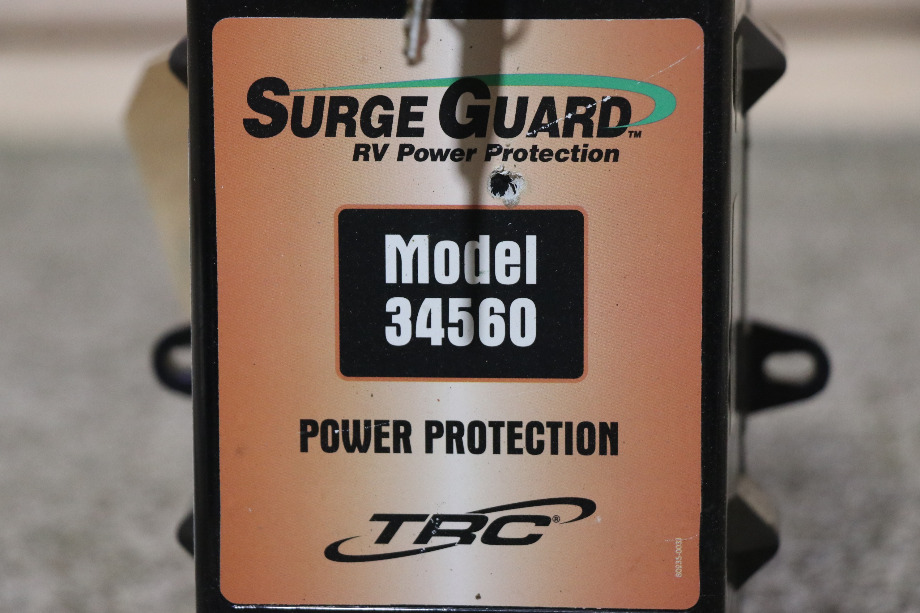 SURGE GUARD™
RV Power Protection
Model
34560
POWER PROTECTION
TRC®